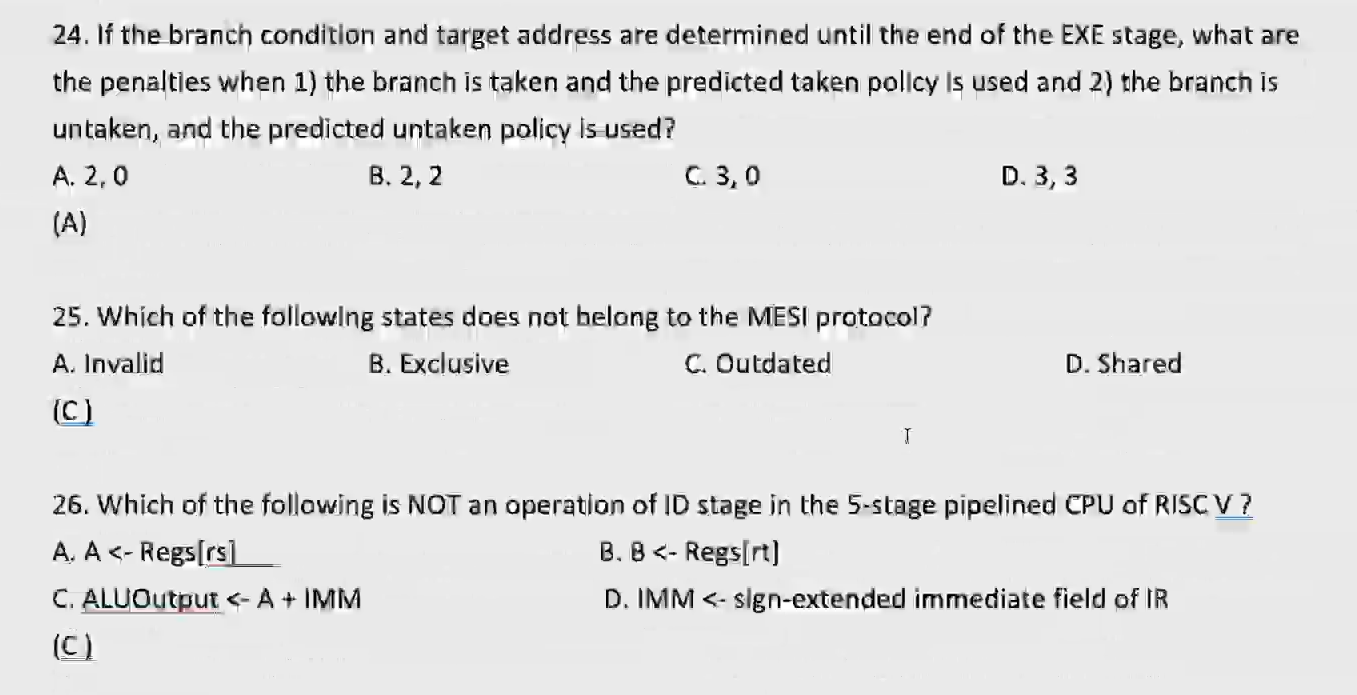 24. If the branch condition and target address are determined until the end of the EXE stage, what are
the penalties when 1) the branch is taken and the predicted taken policy is used and 2) the branch is
untaken, and the predicted untaken policy is used?
A. 2, 0 B. 2, 2 C. 3, 0 D. 3, 3
(A)
25. Which of the following states does not belong to the MESI protocol?
A. Invalid B. Exclusive C. Outdated D. Shared
(C)
26. Which of the following is NOT an operation of ID stage in the 5-stage pipelined CPU of RISC V ?
A. A <- Regs[rs] B. B <- Regs[rt]
C. ALUOutput <- A + IMM D. IMM <- sign-extended immediate field of IR
(C)